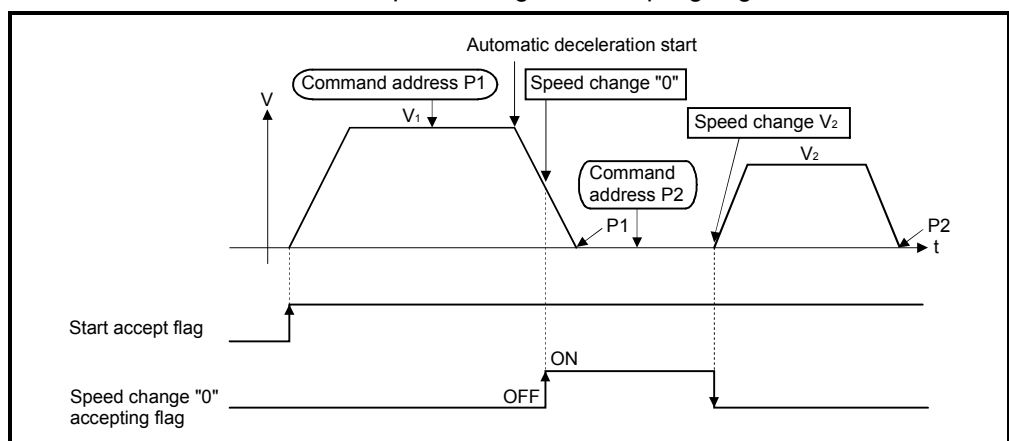 Automatic deceleration start
Command address P1
Speed change "0"
V
V1
Speed change V2
V2
Command
address P2
P1
P2
t
Start accept flag
ON
OFF
Speed change "0"
accepting flag